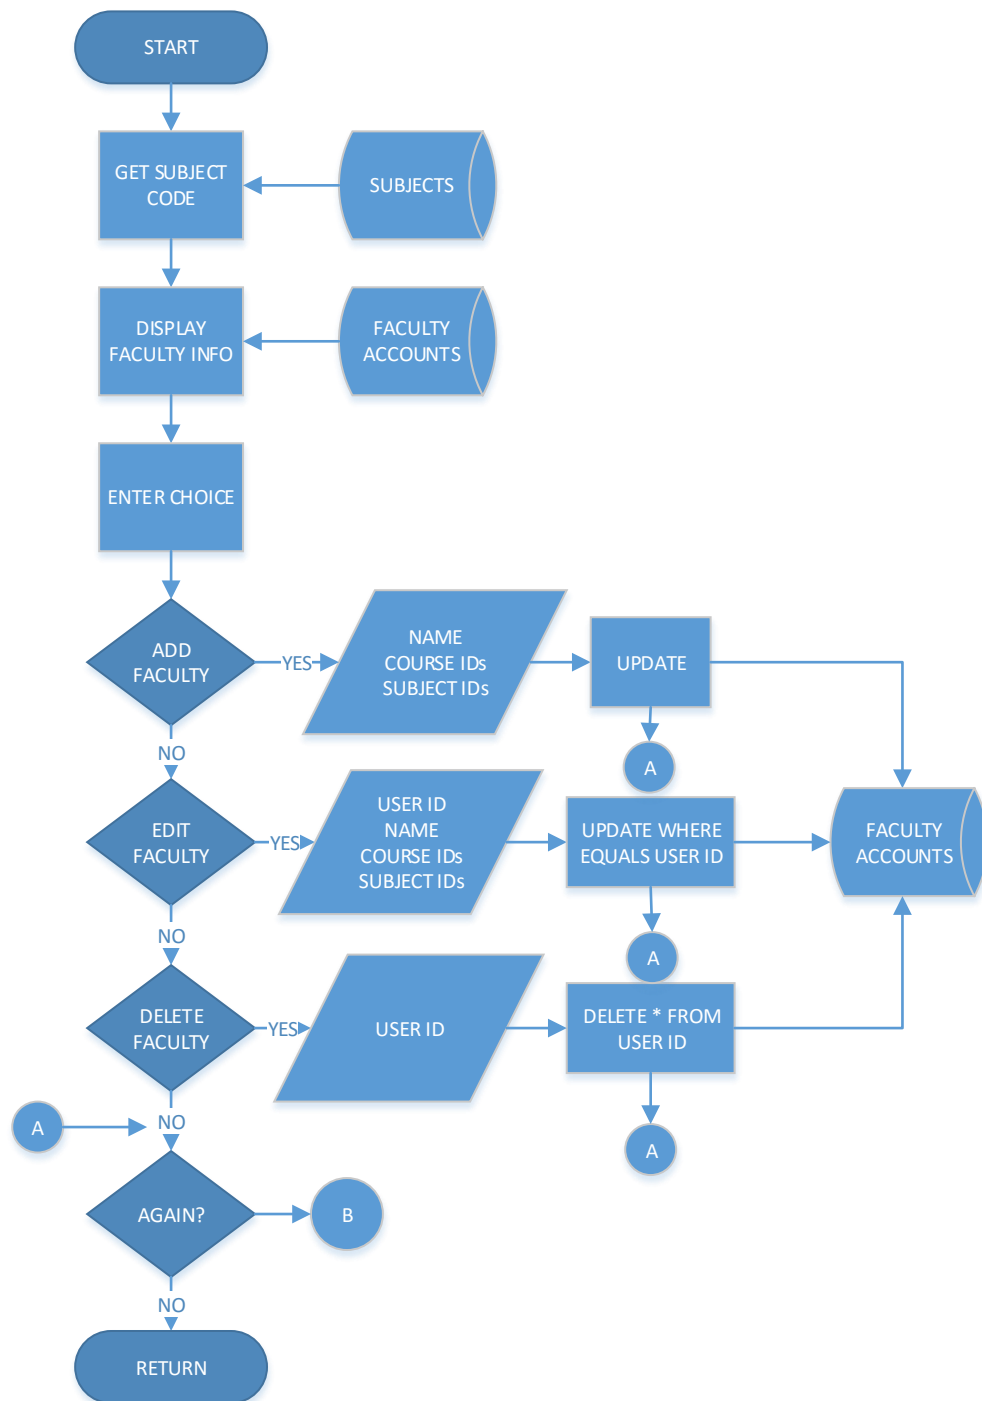 START
GET SUBJECT
CODE
SUBJECTS
DISPLAY
FACULTY INFO
FACULTY
ACCOUNTS
ENTER CHOICE
ADD
FACULTY
YES
NAME
COURSE IDs
SUBJECT IDs
UPDATE
A
NO
EDIT
FACULTY
YES
USER ID
NAME
COURSE IDs
SUBJECT IDs
UPDATE WHERE
EQUALS USER ID
FACULTY
ACCOUNTS
A
NO
DELETE
FACULTY
YES
USER ID
DELETE * FROM
USER ID
A
NO
A
AGAIN?
B
NO
RETURN